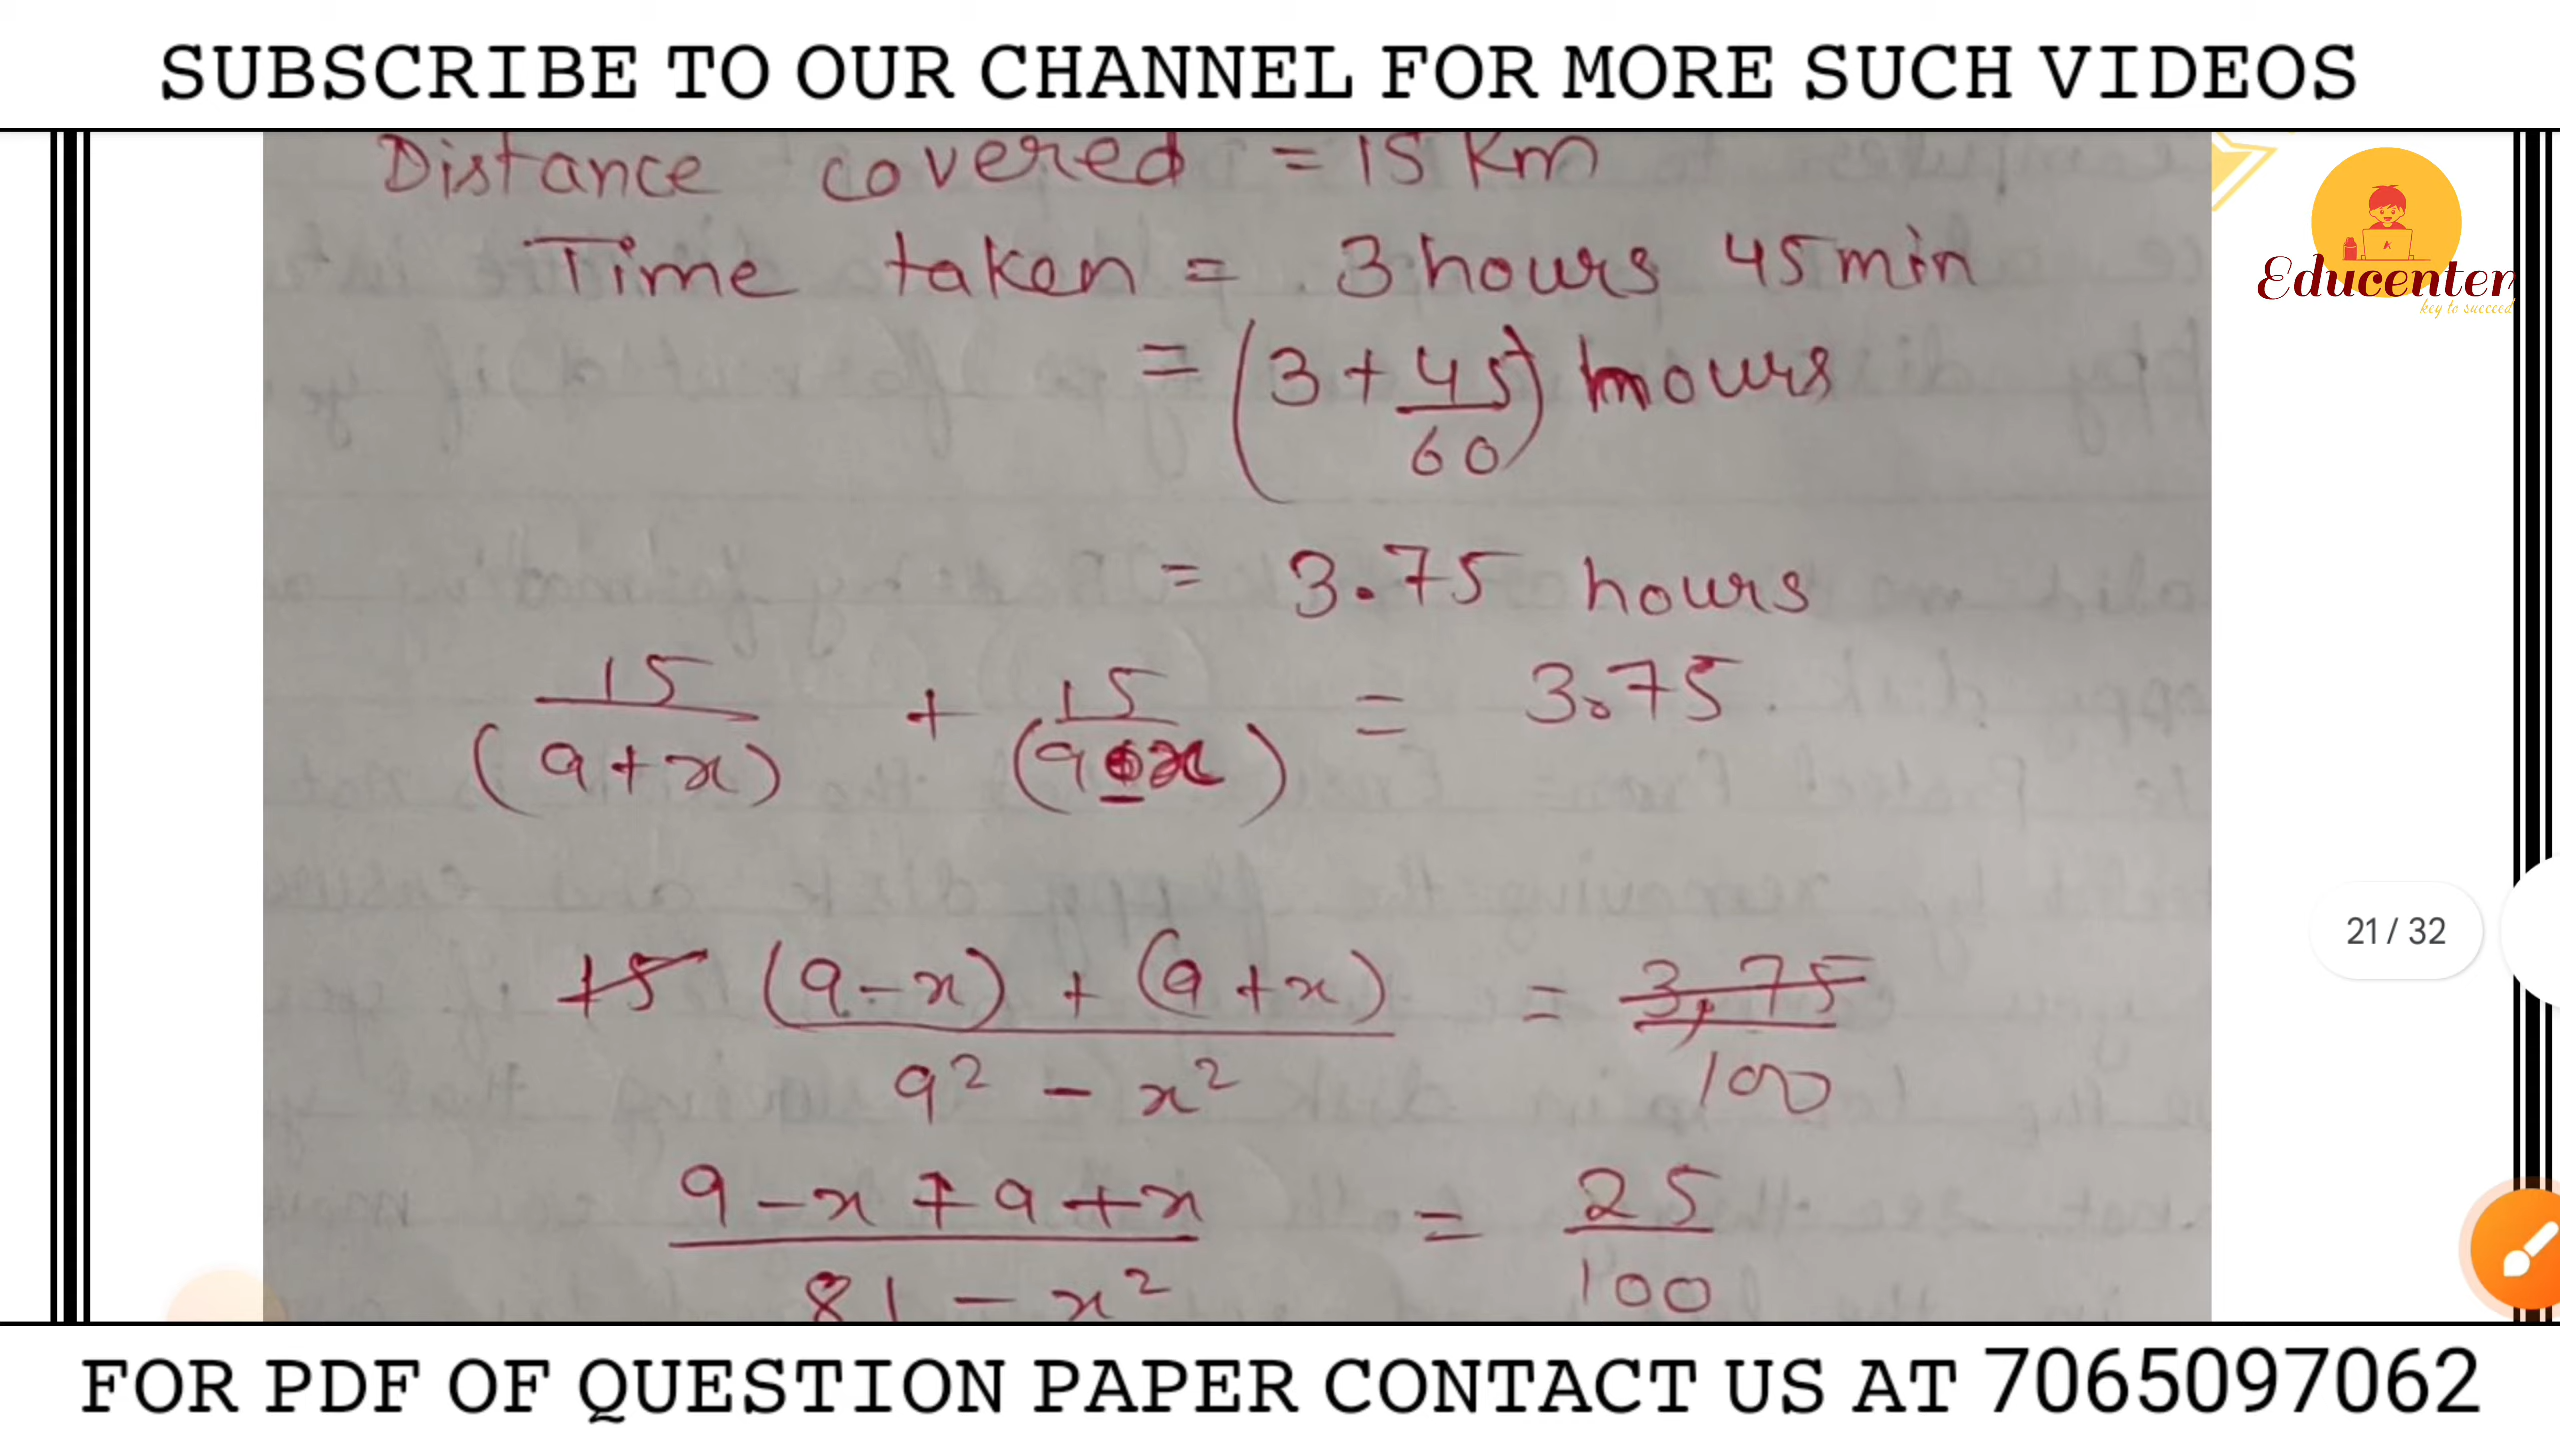 SUBSCRIBE TO OUR CHANNEL FOR MORE SUCH VIDEOS
Distance covered = 15 Km
Time taken = 3 hours 45 min
= (3 + 45/60) hours
= 3.75 hours
15/(9+x) + 15/(9-x) = 3.75
15 (9-x) + (9+x) / 9² - x² = 3.75/100
9-x+9+x / 81 - x² = 25/100
Educenter
key to succeed
21 / 32
FOR PDF OF QUESTION PAPER CONTACT US AT 7065097062